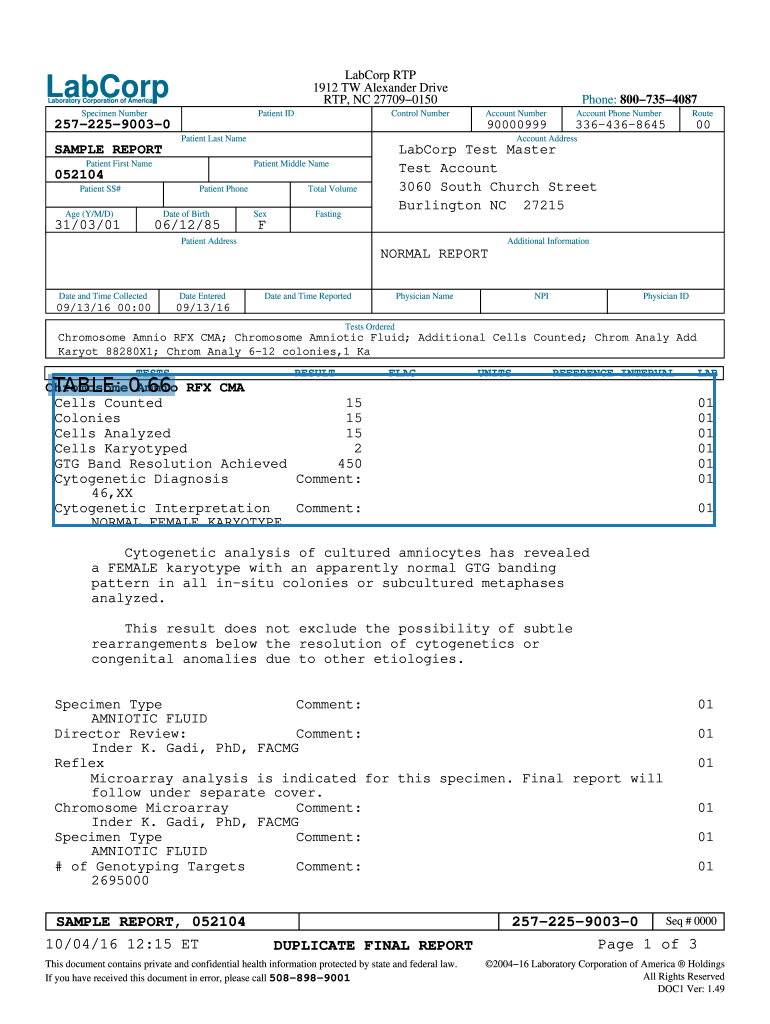 LabCorp
Laboratory Corporation of America
LabCorp RTP
1912 TW Alexander Drive
RTP, NC 27709-0150
Phone: 800-735-4087
Specimen Number
257-225-9003-0
Patient ID
Control Number
Account Number
90000999
Account Phone Number
336-436-8645
Route
00
Patient Last Name
SAMPLE REPORT
Account Address
LabCorp Test Master
Test Account
3060 South Church Street
Burlington NC 27215
Patient First Name
052104
Patient Middle Name
Patient SS#
Patient Phone
Total Volume
Age (Y/M/D)
31/03/01
Date of Birth
06/12/85
Sex
F
Fasting
Patient Address
Additional Information
NORMAL REPORT
Date and Time Collected
09/13/16 00:00
Date Entered
09/13/16
Date and Time Reported
Physician Name
NPI
Physician ID
Tests Ordered
Chromosome Amnio RFX CMA; Chromosome Amniotic Fluid; Additional Cells Counted; Chrom Analy Add
Karyot 88280X1; Chrom Analy 6-12 colonies,1 Ka
TESTS RESULT FLAG UNITS REFERENCE INTERVAL LAB
TABLE: 0.66
Chromosome Amnio RFX CMA
Cells Counted 15 01
Colonies 15 01
Cells Analyzed 15 01
Cells Karyotyped 2 01
GTG Band Resolution Achieved 450 01
Cytogenetic Diagnosis Comment: 01
46,XX
Cytogenetic Interpretation Comment: 01
NORMAL FEMALE KARYOTYPE
Cytogenetic analysis of cultured amniocytes has revealed
a FEMALE karyotype with an apparently normal GTG banding
pattern in all in-situ colonies or subcultured metaphases
analyzed.
This result does not exclude the possibility of subtle
rearrangements below the resolution of cytogenetics or
congenital anomalies due to other etiologies.
Specimen Type Comment: 01
AMNIOTIC FLUID
Director Review: Comment: 01
Inder K. Gadi, PhD, FACMG
Reflex 01
Microarray analysis is indicated for this specimen. Final report will
follow under separate cover.
Chromosome Microarray Comment: 01
Inder K. Gadi, PhD, FACMG
Specimen Type Comment: 01
AMNIOTIC FLUID
# of Genotyping Targets Comment: 01
2695000
SAMPLE REPORT, 052104
257-225-9003-0
Seq # 0000
10/04/16 12:15 ET
DUPLICATE FINAL REPORT
Page 1 of 3
This document contains private and confidential health information protected by state and federal law.
If you have received this document in error, please call 508-898-9001
©2004-16 Laboratory Corporation of America ® Holdings
All Rights Reserved
DOC1 Ver: 1.49